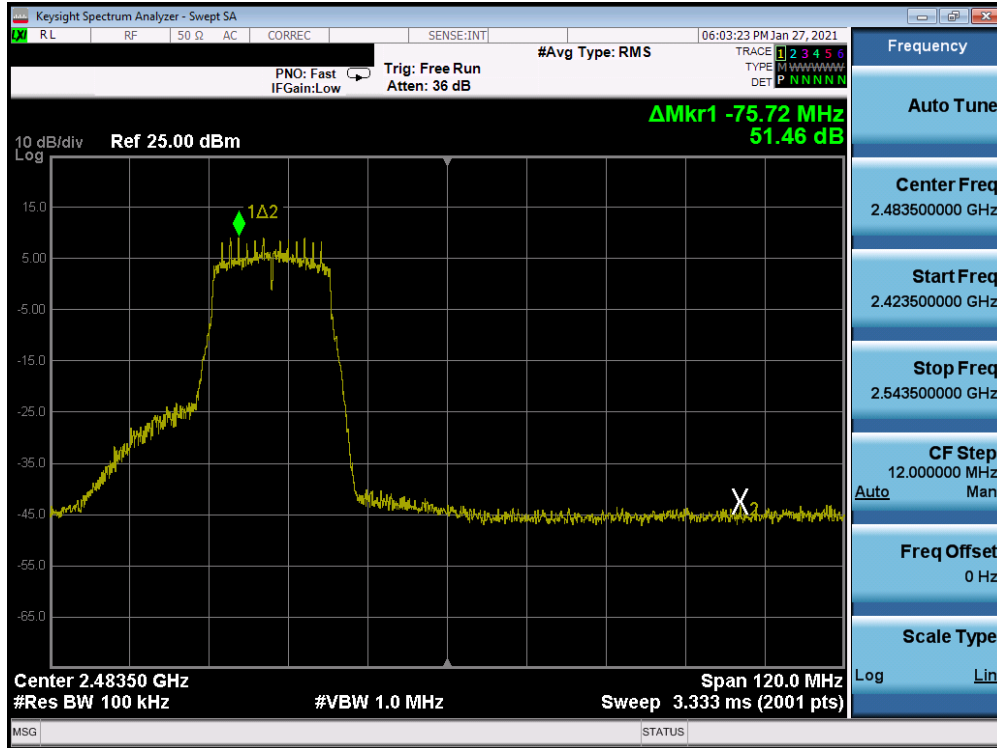 Keysight Spectrum Analyzer - Swept SA
LXI RL RF 50 Ω AC CORREC SENSE:INT 06:03:23 PM Jan 27, 2021
#Avg Type: RMS
TRACE 1 2 3 4 5 6
PNO: Fast Trig: Free Run TYPE M WWWWW
IFGain:Low Atten: 36 dB DET P N N N N N
ΔMkr1 -75.72 MHz
51.46 dB
10 dB/div Ref 25.00 dBm
Log
15.0
1Δ2
5.00
-5.00
-15.0
-25.0
-35.0
-45.0
X2
-55.0
-65.0
Center 2.48350 GHz Span 120.0 MHz
#Res BW 100 kHz #VBW 1.0 MHz Sweep 3.333 ms (2001 pts)
MSG STATUS
Frequency
Auto Tune
Center Freq
2.483500000 GHz
Start Freq
2.423500000 GHz
Stop Freq
2.543500000 GHz
CF Step
12.000000 MHz
Auto Man
Freq Offset
0 Hz
Scale Type
Log Lin